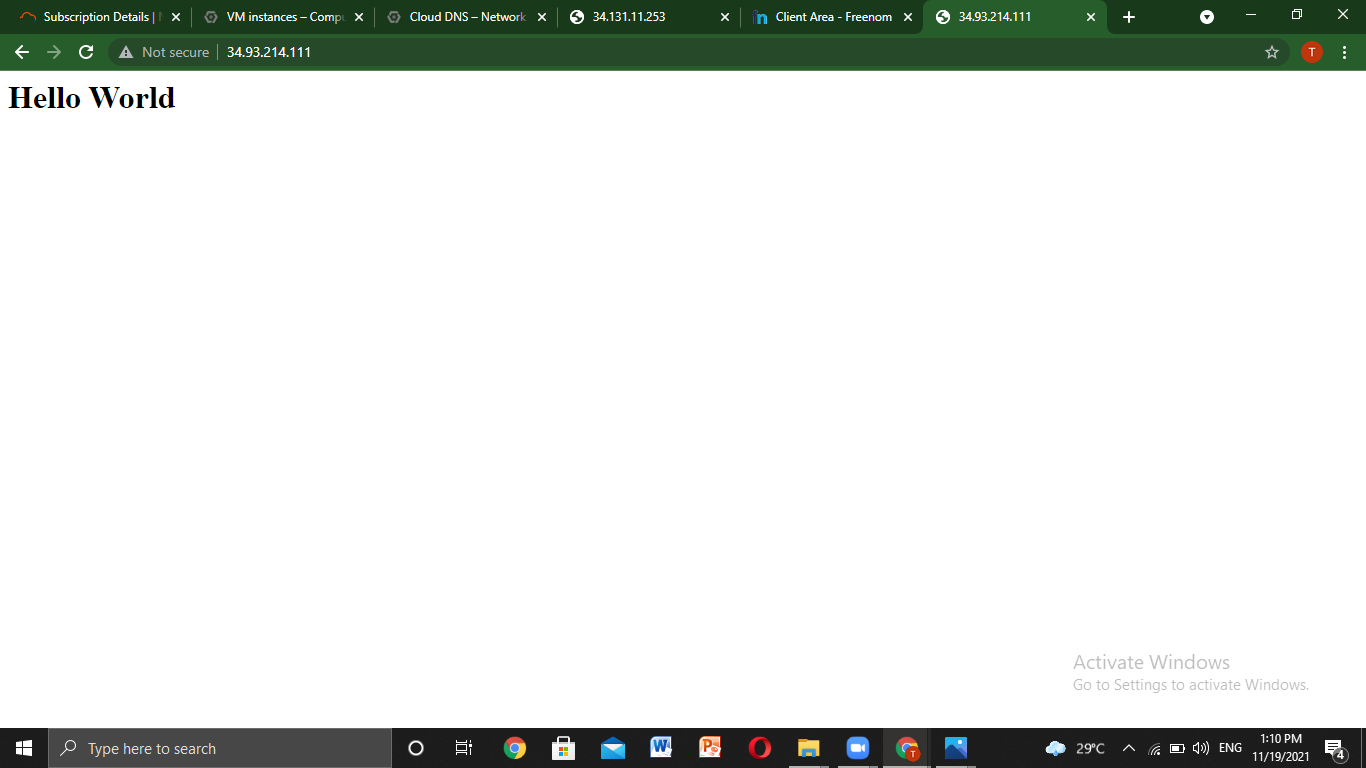 Subscription Details |
VM instances – Compu
Cloud DNS – Network
34.131.11.253
Client Area - Freenom
34.93.214.111
Not secure
34.93.214.111
Hello World
Activate Windows
Go to Settings to activate Windows.
Type here to search
29°C
ENG
1:10 PM
11/19/2021
4
T